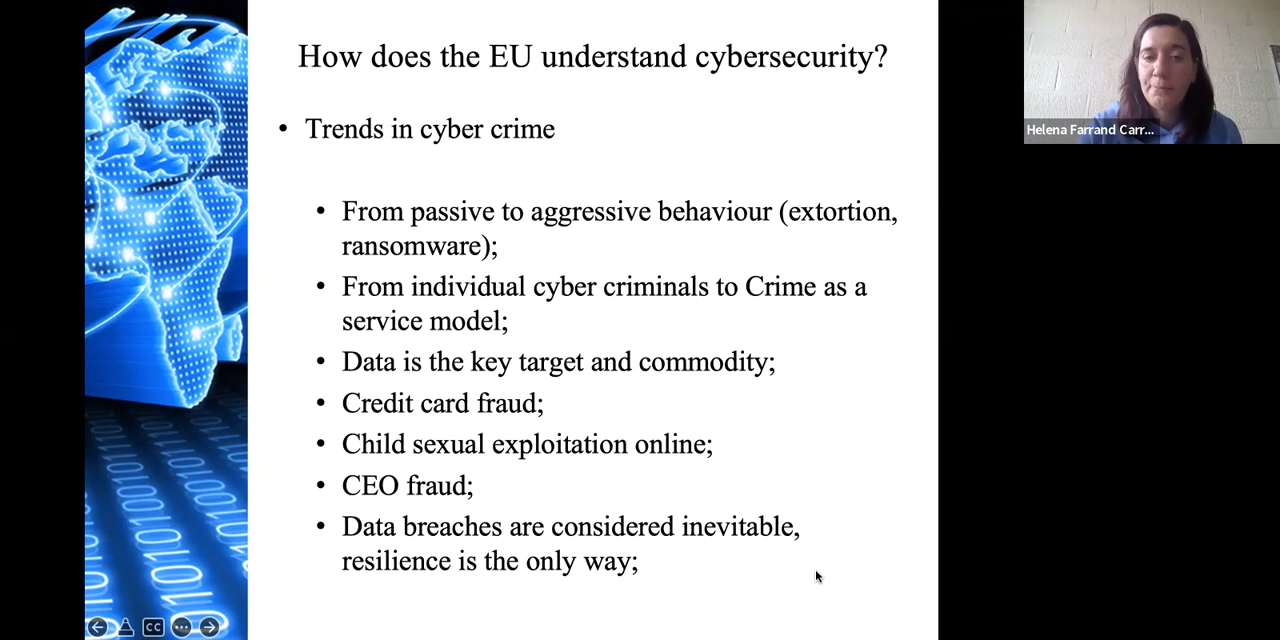 How does the EU understand cybersecurity?
• Trends in cyber crime
• From passive to aggressive behaviour (extortion,
ransomware);
• From individual cyber criminals to Crime as a
service model;
• Data is the key target and commodity;
• Credit card fraud;
• Child sexual exploitation online;
• CEO fraud;
• Data breaches are considered inevitable,
resilience is the only way;
Helena Farrand Carr...
CC